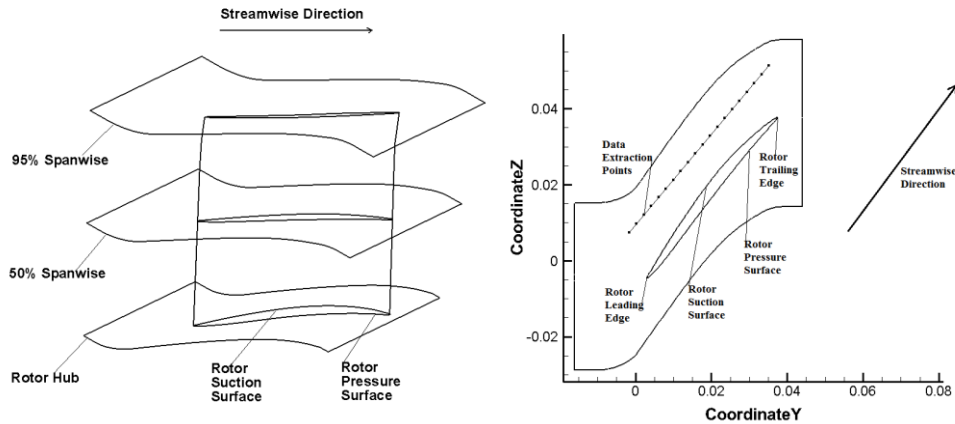 Streamwise Direction
95% Spanwise
50% Spanwise
Rotor Hub
Rotor
Suction
Surface
Rotor
Pressure
Surface
CoordinateZ
0.04
0.02
0
-0.02
Data
Extraction
Points
Rotor
Trailing
Edge
Streamwise
Direction
Rotor
Pressure
Surface
Rotor
Leading
Edge
Rotor
Suction
Surface
0
0.02
0.04
0.06
0.08
CoordinateY